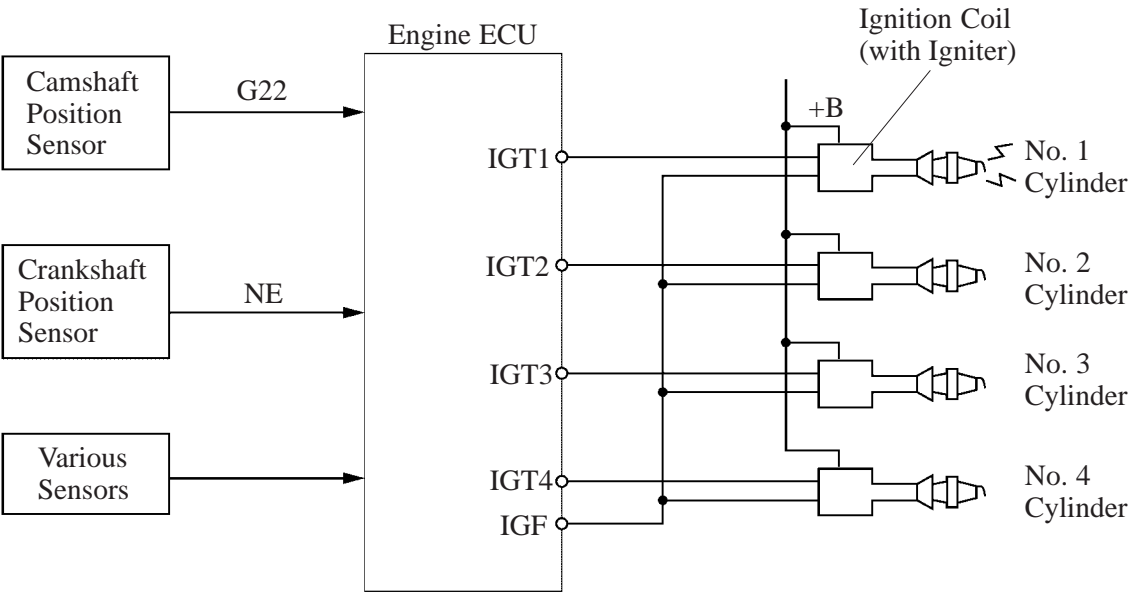 Ignition Coil
(with Igniter)
Engine ECU
Camshaft
Position
Sensor
G22
+B
IGT1
No. 1
Cylinder
Crankshaft
Position
Sensor
NE
IGT2
No. 2
Cylinder
IGT3
No. 3
Cylinder
Various
Sensors
IGT4
No. 4
Cylinder
IGF